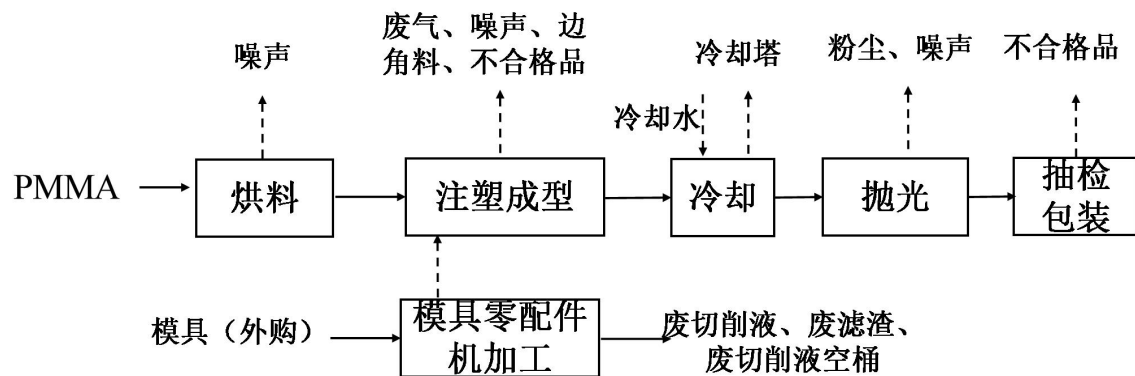 噪声
废气、噪声、边
角料、不合格品
冷却塔
粉尘、噪声
不合格品
冷却水
PMMA
烘料
注塑成型
冷却
抛光
抽检
包装
模具（外购）
模具零配件
机加工
废切削液、废滤渣、
废切削液空桶